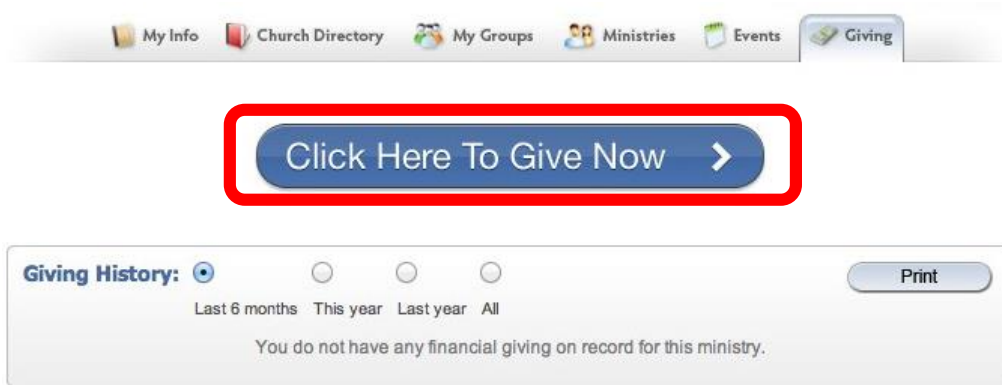 My Info Church Directory My Groups Ministries Events Giving
Click Here To Give Now
Giving History: Print
Last 6 months This year Last year All
You do not have any financial giving on record for this ministry.